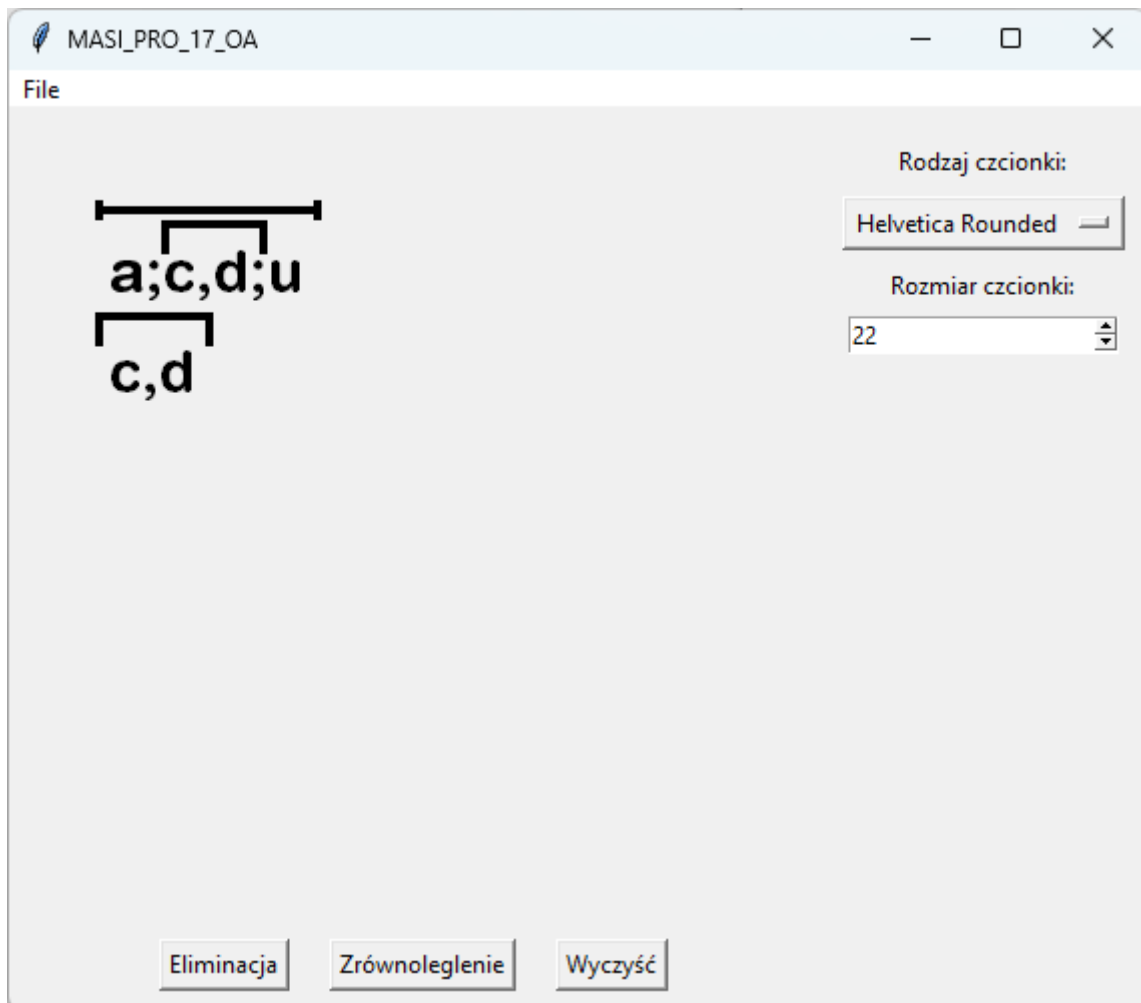 MASI_PRO_17_OA
File
Rodzaj czcionki:
Helvetica Rounded
Rozmiar czcionki:
22
a;c,d;u
c,d
Eliminacja Zrównoleglenie Wyczyść